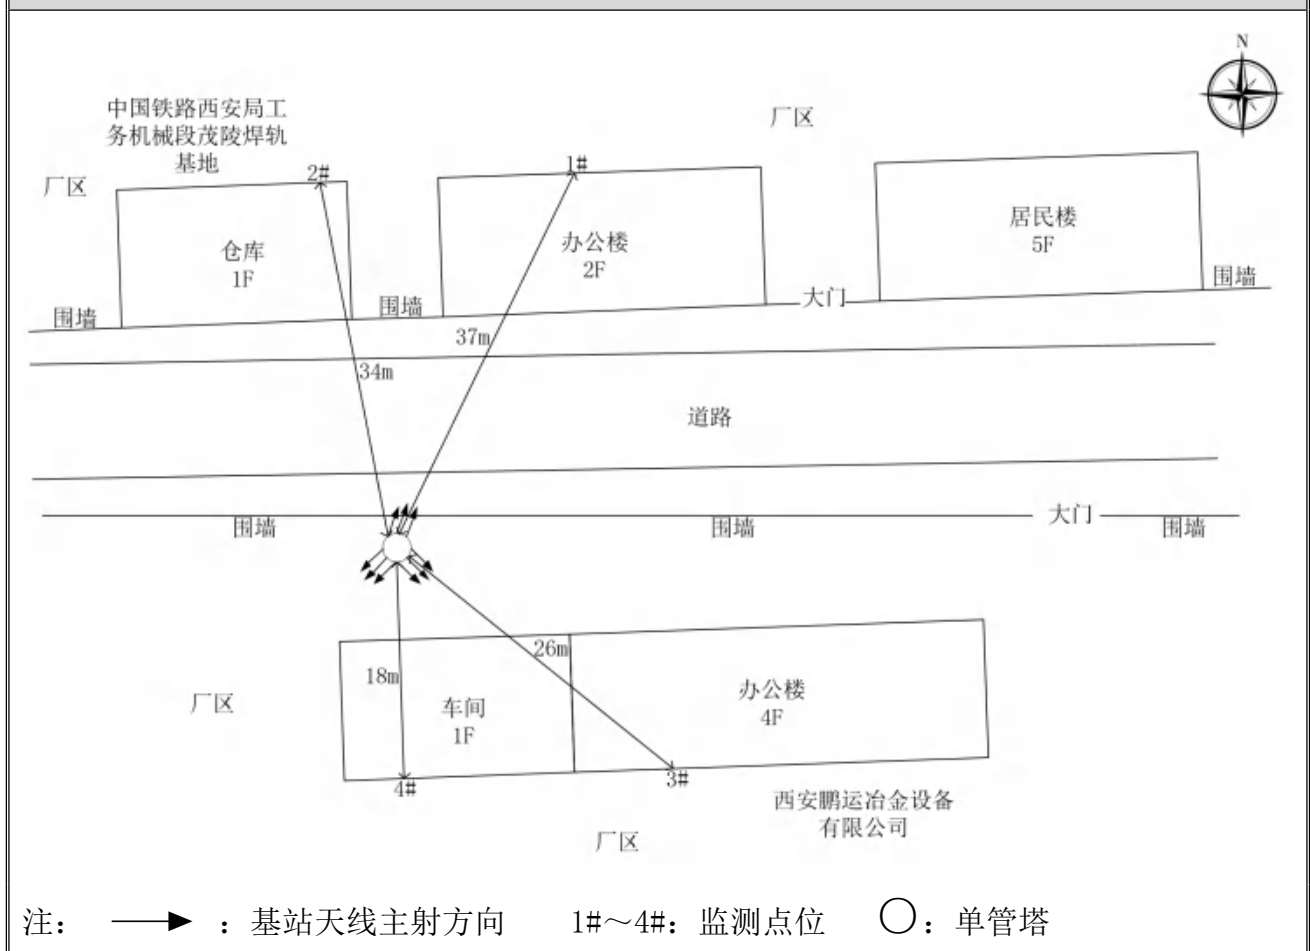 N
中国铁路西安局工
务机械段茂陵焊轨
基地
厂区
厂区
2#
1#
仓库
1F
办公楼
2F
居民楼
5F
围墙
围墙
大门
围墙
37m
34m
道路
围墙
围墙
大门
围墙
26m
18m
厂区
车间
1F
办公楼
4F
4#
3#
西安鹏运冶金设备
有限公司
厂区
注： ：基站天线主射方向 1#～4#：监测点位 ：单管塔